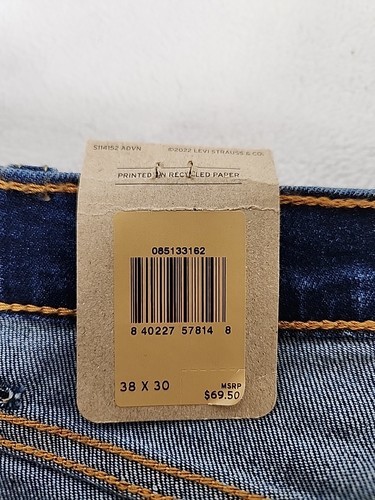 5114152 ADVN ©2022 LEVI STRAUSS & CO.
PRINTED ON RECYCLED PAPER
085133162
8 40227 57814 8
38 X 30
MSRP
$69.50